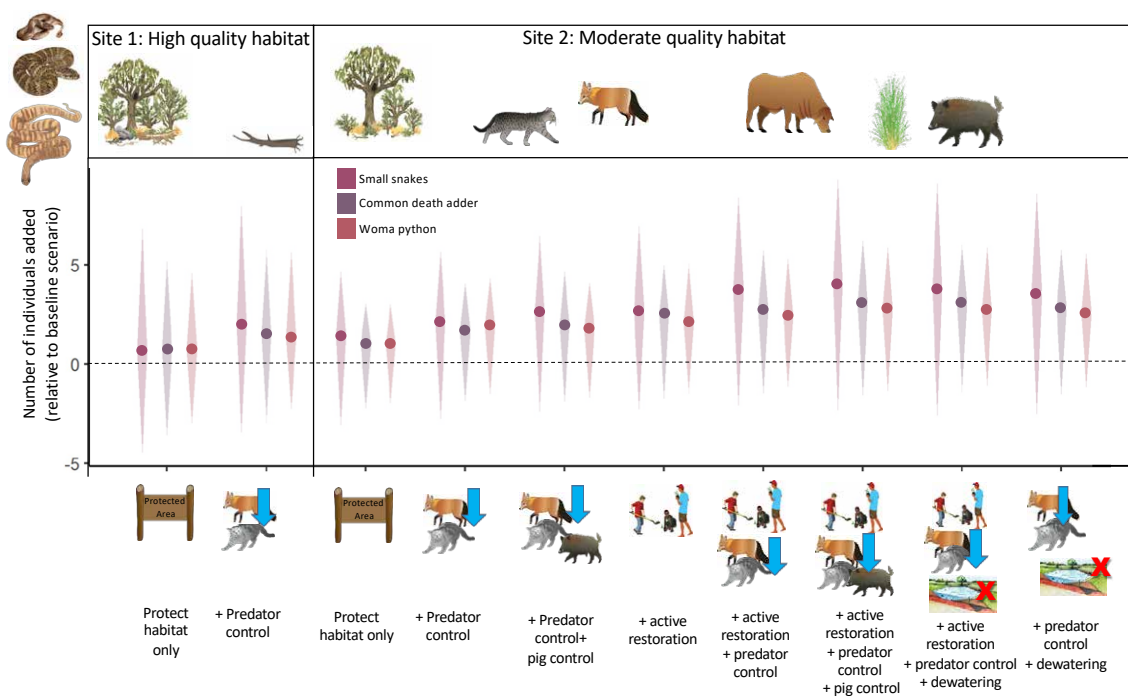 Site 1: High quality habitat
Site 2: Moderate quality habitat
Small snakes
Common death adder
Woma python
Number of individuals added
(relative to baseline scenario)
5
0
-5
Protected
Area
Protected
Area
Protect
habitat
only
+ Predator
control
Protect
habitat only
+ Predator
control
+ Predator
control+
pig control
+ active restoration
+ active
restoration
+ predator
control
+ active
restoration
+ predator
control
+ pig control
+ active
restoration
+ predator control
+ dewatering
+ predator
control
+ dewatering
X
X